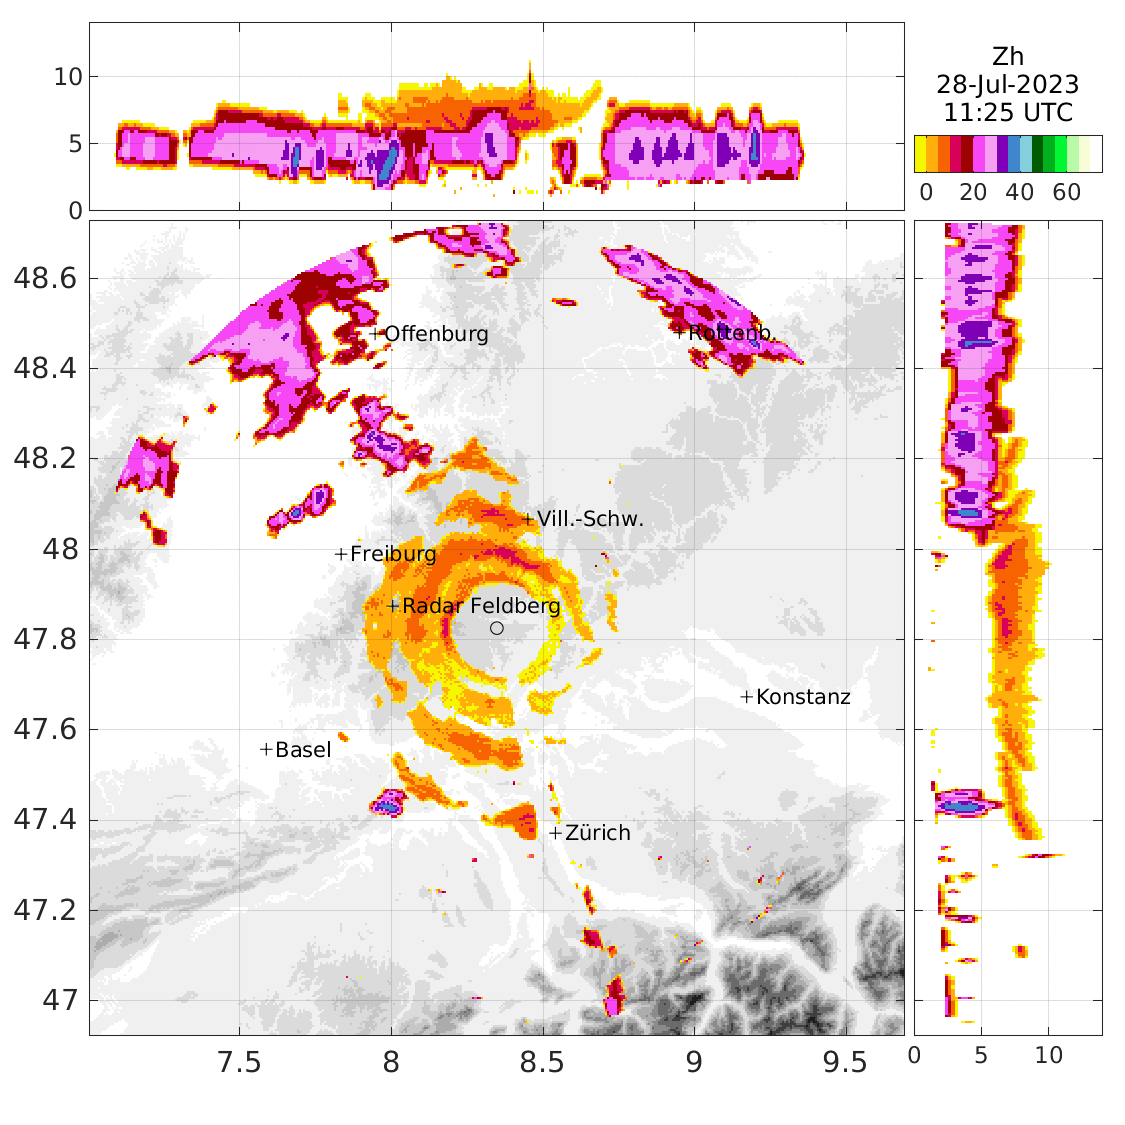 10
5
0
Zh
28-Jul-2023
11:25 UTC
0 20 40 60
48.6
48.4
48.2
48
47.8
47.6
47.4
47.2
47
+Offenburg
+Rottenb.
+Vill.-Schw.
+Freiburg
+Radar Feldberg
+Konstanz
+Basel
+Zürich
7.5 8 8.5 9 9.5
0 5 10